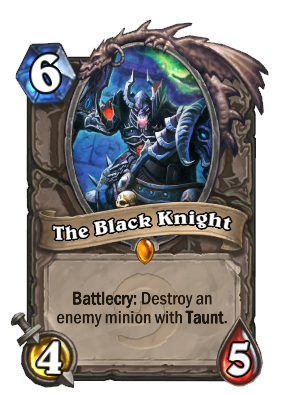 6
The Black Knight
Battlecry: Destroy an
enemy minion with Taunt.
4
5